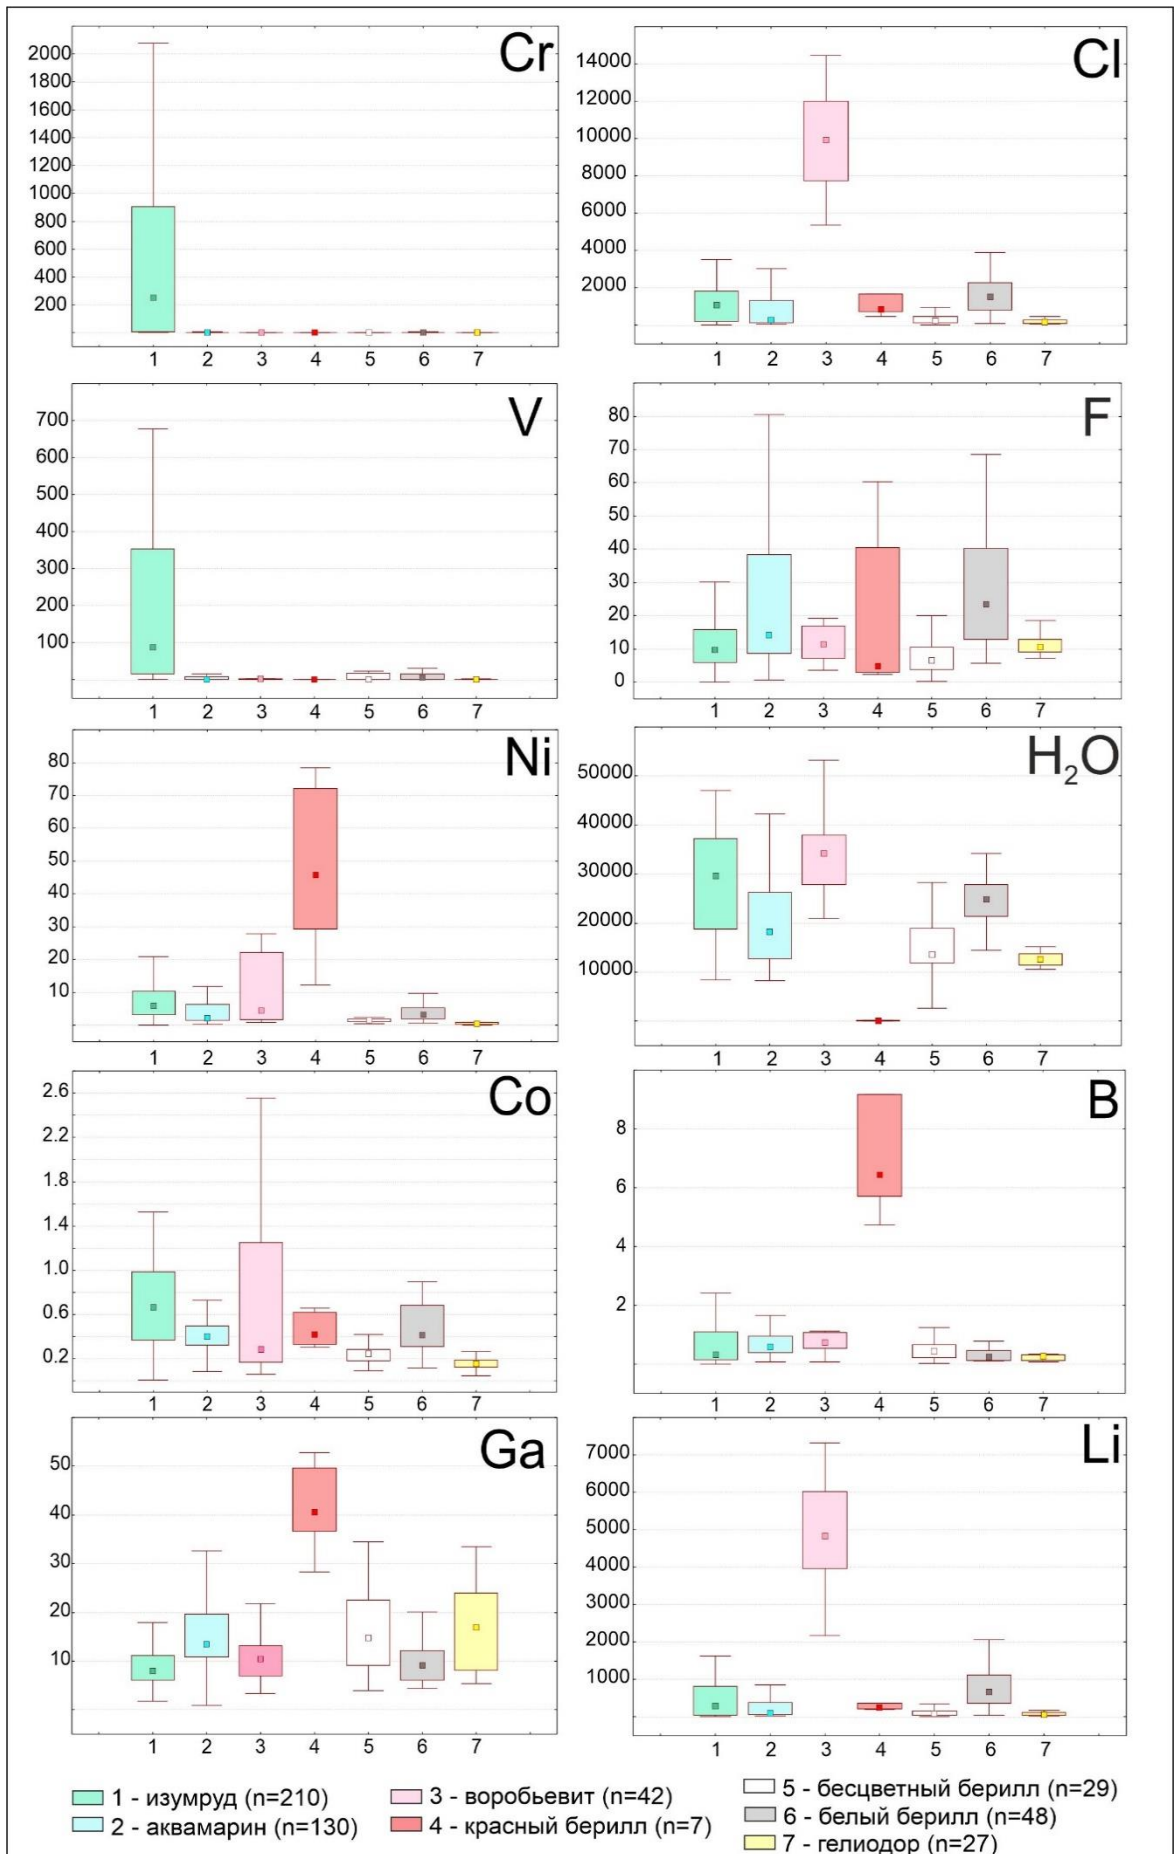 Cr
2000
1800
1600
1400
1200
1000
800
600
400
200
1 2 3 4 5 6 7
Cl
14000
12000
10000
8000
6000
4000
2000
1 2 3 4 5 6 7
V
700
600
500
400
300
200
100
1 2 3 4 5 6 7
F
80
70
60
50
40
30
20
10
0
1 2 3 4 5 6 7
Ni
80
70
60
50
40
30
20
10
1 2 3 4 5 6 7
H₂O
50000
40000
30000
20000
10000
1 2 3 4 5 6 7
Co
2.6
2.2
1.8
1.4
1.0
0.6
0.2
1 2 3 4 5 6 7
B
8
6
4
2
1 2 3 4 5 6 7
Ga
50
40
30
20
10
1 2 3 4 5 6 7
Li
7000
6000
5000
4000
3000
2000
1000
1 2 3 4 5 6 7
1 - изумруд (n=210)
2 - аквамарин (n=130)
3 - воробьевит (n=42)
4 - красный берилл (n=7)
5 - бесцветный берилл (n=29)
6 - белый берилл (n=48)
7 - гелиодор (n=27)